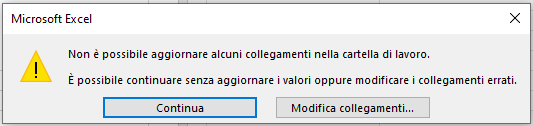 Microsoft Excel
Non è possibile aggiornare alcuni collegamenti nella cartella di lavoro.
È possibile continuare senza aggiornare i valori oppure modificare i collegamenti errati.
Continua
Modifica collegamenti...